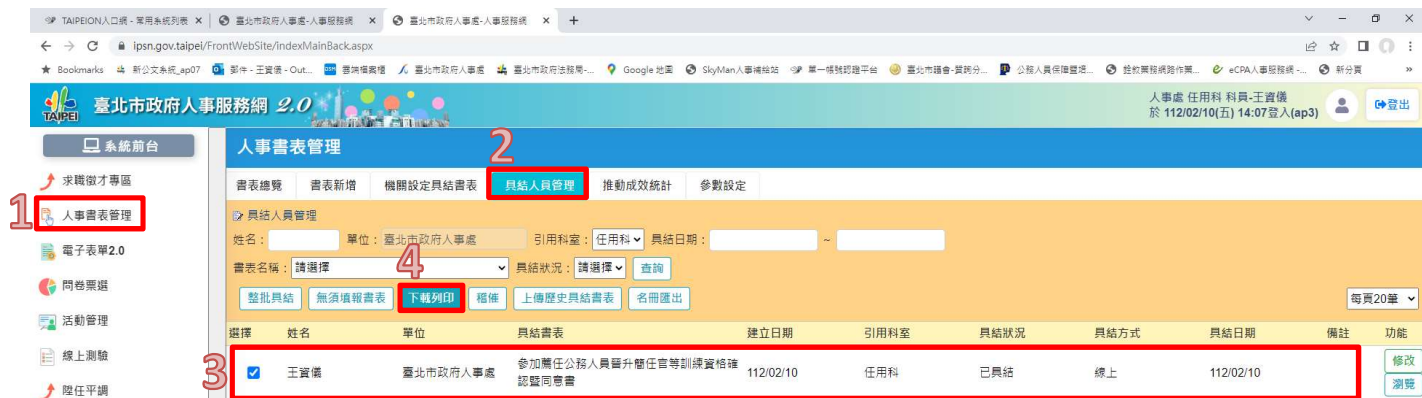 TAIPEION人口網 - 常用系統列表 × 臺北市政府人事處-人事服務網 × 臺北市政府人事處-人事服務網 × +
ipsn.gov.taipei/FrontWebSite/indexMainBack.aspx
Bookmarks 新公文系統_ap07 郵件 - 王資儀 - Out... 雲端檔案櫃 臺北市政府人事處 臺北市政府法務局-... Google 地圖 SkyMan人事補給站 單一帳號認證平台 臺北市議會-質詢分... 公務人員保障暨培... 銓敘業務網路作業... eCPA人事服務網 -... 新分頁 »
TAIPEI 臺北市政府人事服務網 2.0 人事處 任用科 科員-王資儀
於 112/02/10(五) 14:07登入(ap3) 登出
系統前台 人事書表管理 2
求職徵才專區 書表總覽 書表新增 機關設定具結書表 具結人員管理 推動成效統計 參數設定
1 人事書表管理 具結人員管理
姓名: 單位: 臺北市政府人事處 引用科室: 任用科 具結日期: ~
電子表單2.0 4
書表名稱: 請選擇 具結狀況: 請選擇 查詢
問卷票選 整批具結 無須填報書表 下載列印 稽催 上傳歷史具結書表 名冊匯出 每頁20筆
活動管理 選擇 姓名 單位 具結書表 建立日期 引用科室 具結狀況 具結方式 具結日期 備註 功能
線上測驗 3 王資儀 臺北市政府人事處 參加薦任公務人員晉升簡任官等訓練資格確 112/02/10 任用科 已具結 線上 112/02/10 修改
認暨同意書 瀏覽
陞任平調